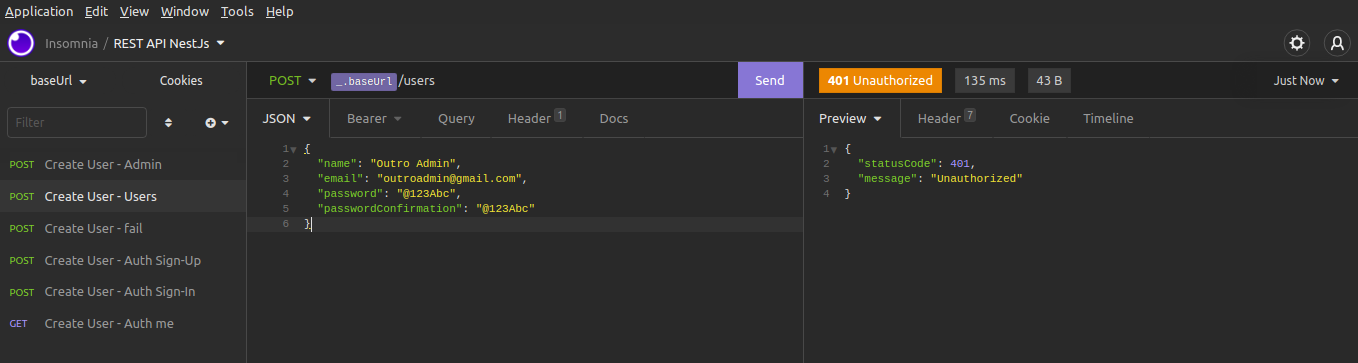 Application Edit View Window Tools Help
Insomnia / REST API NestJs
baseUrl Cookies
POST _.baseUrl /users Send
401 Unauthorized 135 ms 43 B Just Now
Filter
JSON Bearer Query Header 1 Docs
Preview Header 7 Cookie Timeline
POST Create User - Admin
POST Create User - Users
POST Create User - fail
POST Create User - Auth Sign-Up
POST Create User - Auth Sign-In
GET Create User - Auth me
1 {
2 "name": "Outro Admin",
3 "email": "outroadmin@gmail.com",
4 "password": "@123Abc",
5 "passwordConfirmation": "@123Abc"
6 }
1 {
2 "statusCode": 401,
3 "message": "Unauthorized"
4 }